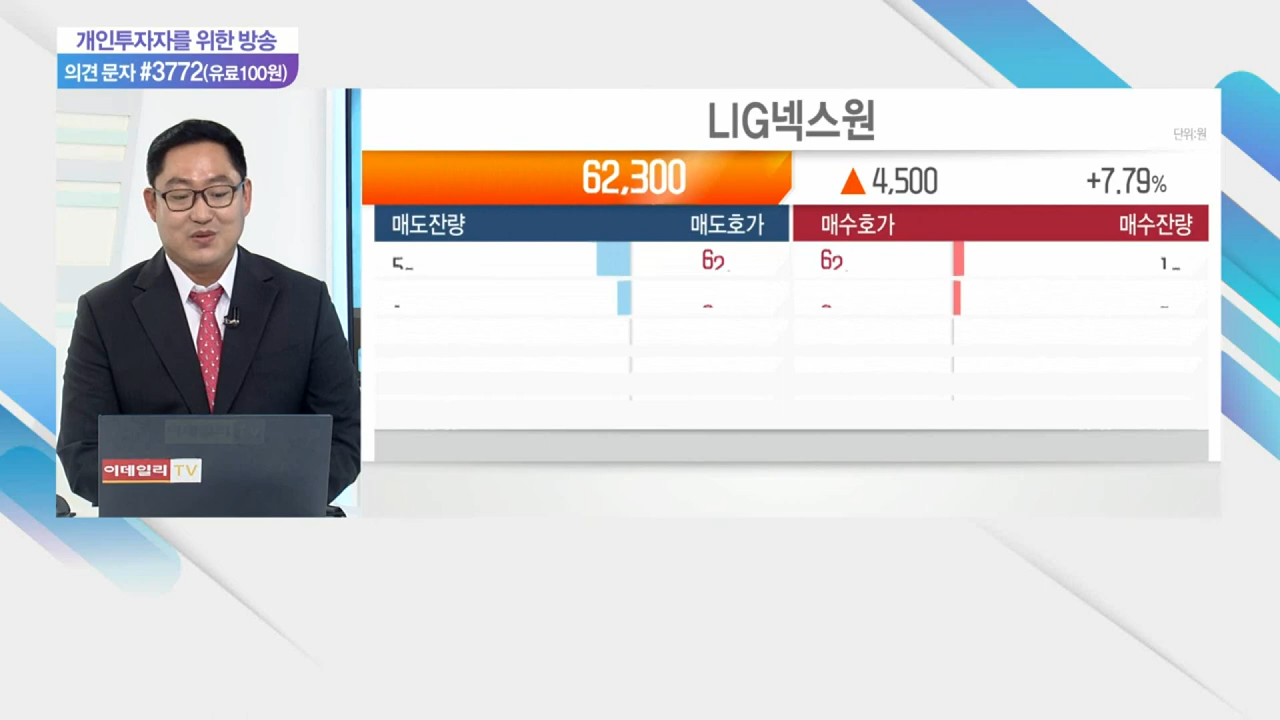 개인투자자를 위한 방송
의견 문자 #3772(유료100원)
LIG넥스원
단위:원
62,300 ▲ 4,500 +7.79%
매도잔량 매도호가 매수호가 매수잔량
이데일리 TV